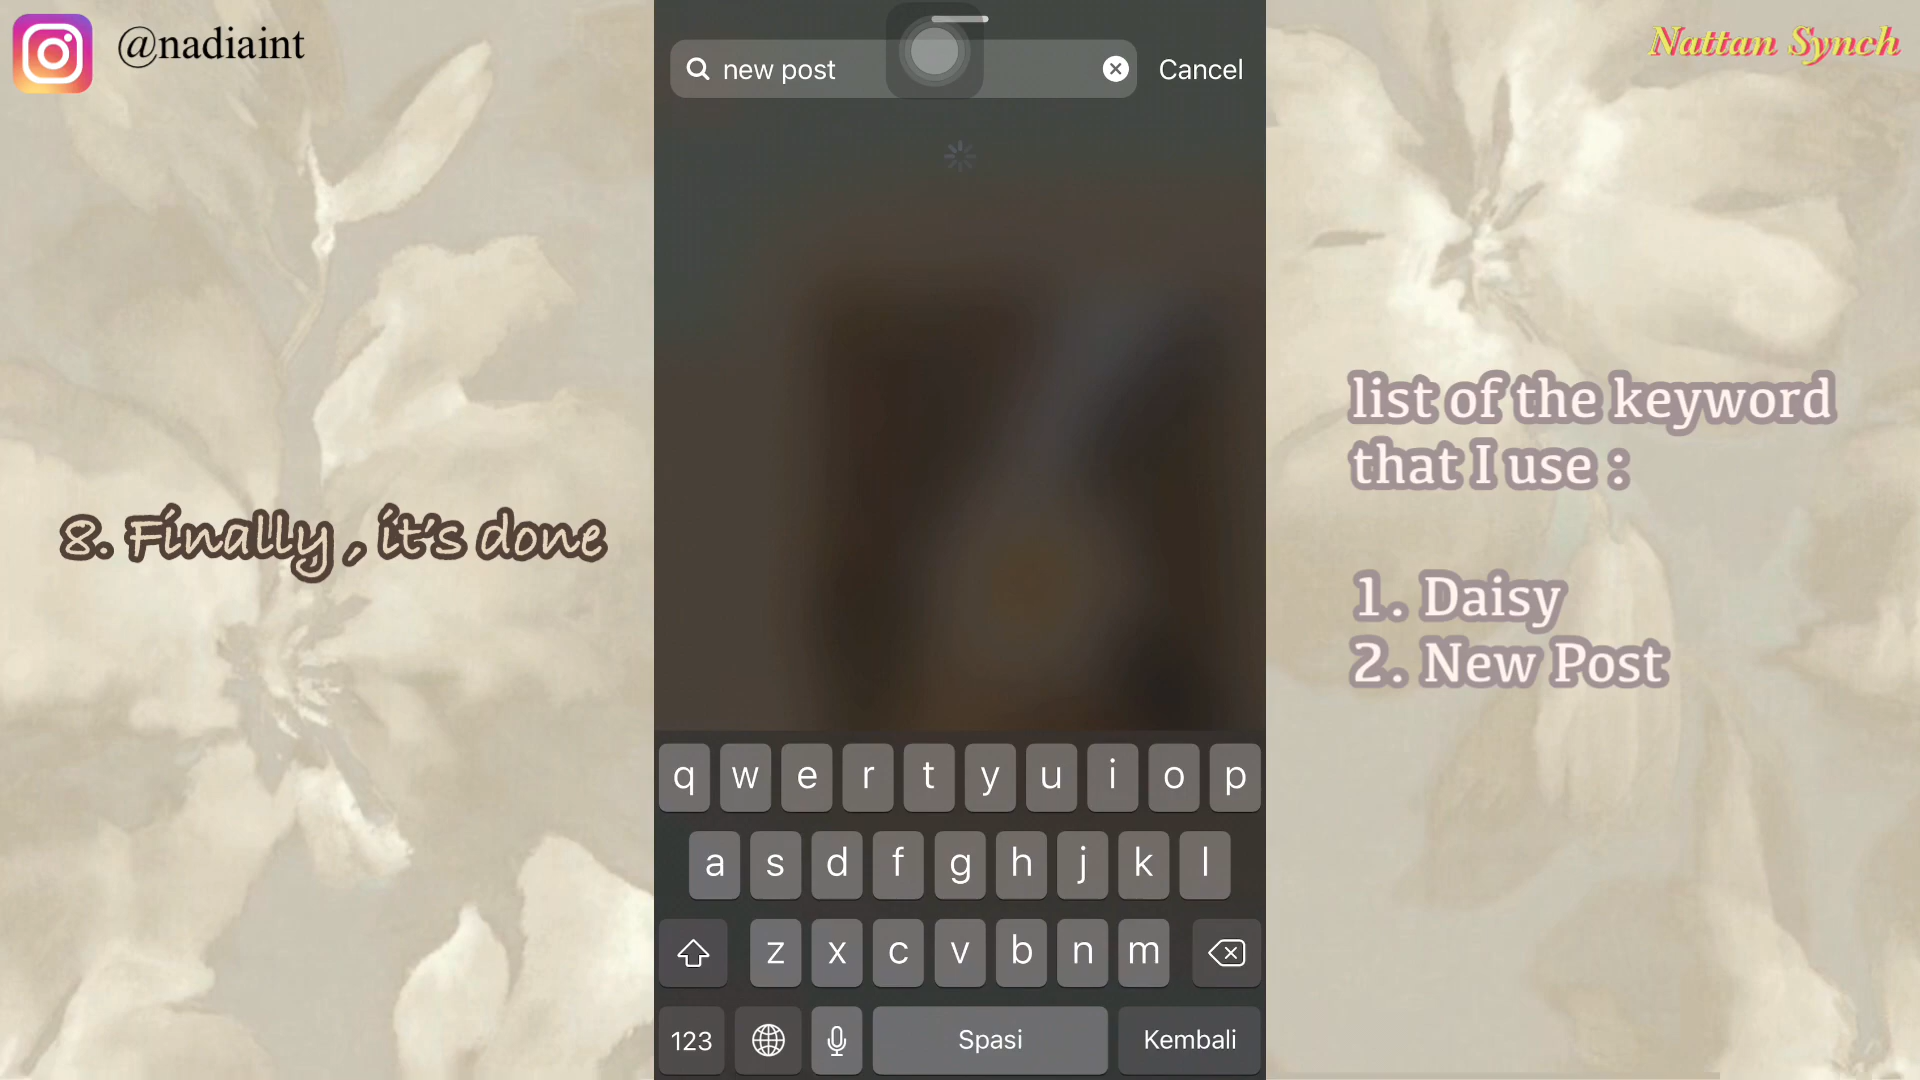 @nadiaint
Nattan Synch
new post
Cancel
list of the keyword
that I use :
8. Finally , it's done
1. Daisy
2. New Post
q w e r t y u i o p
a s d f g h j k l
z x c v b n m
123
Spasi
Kembali